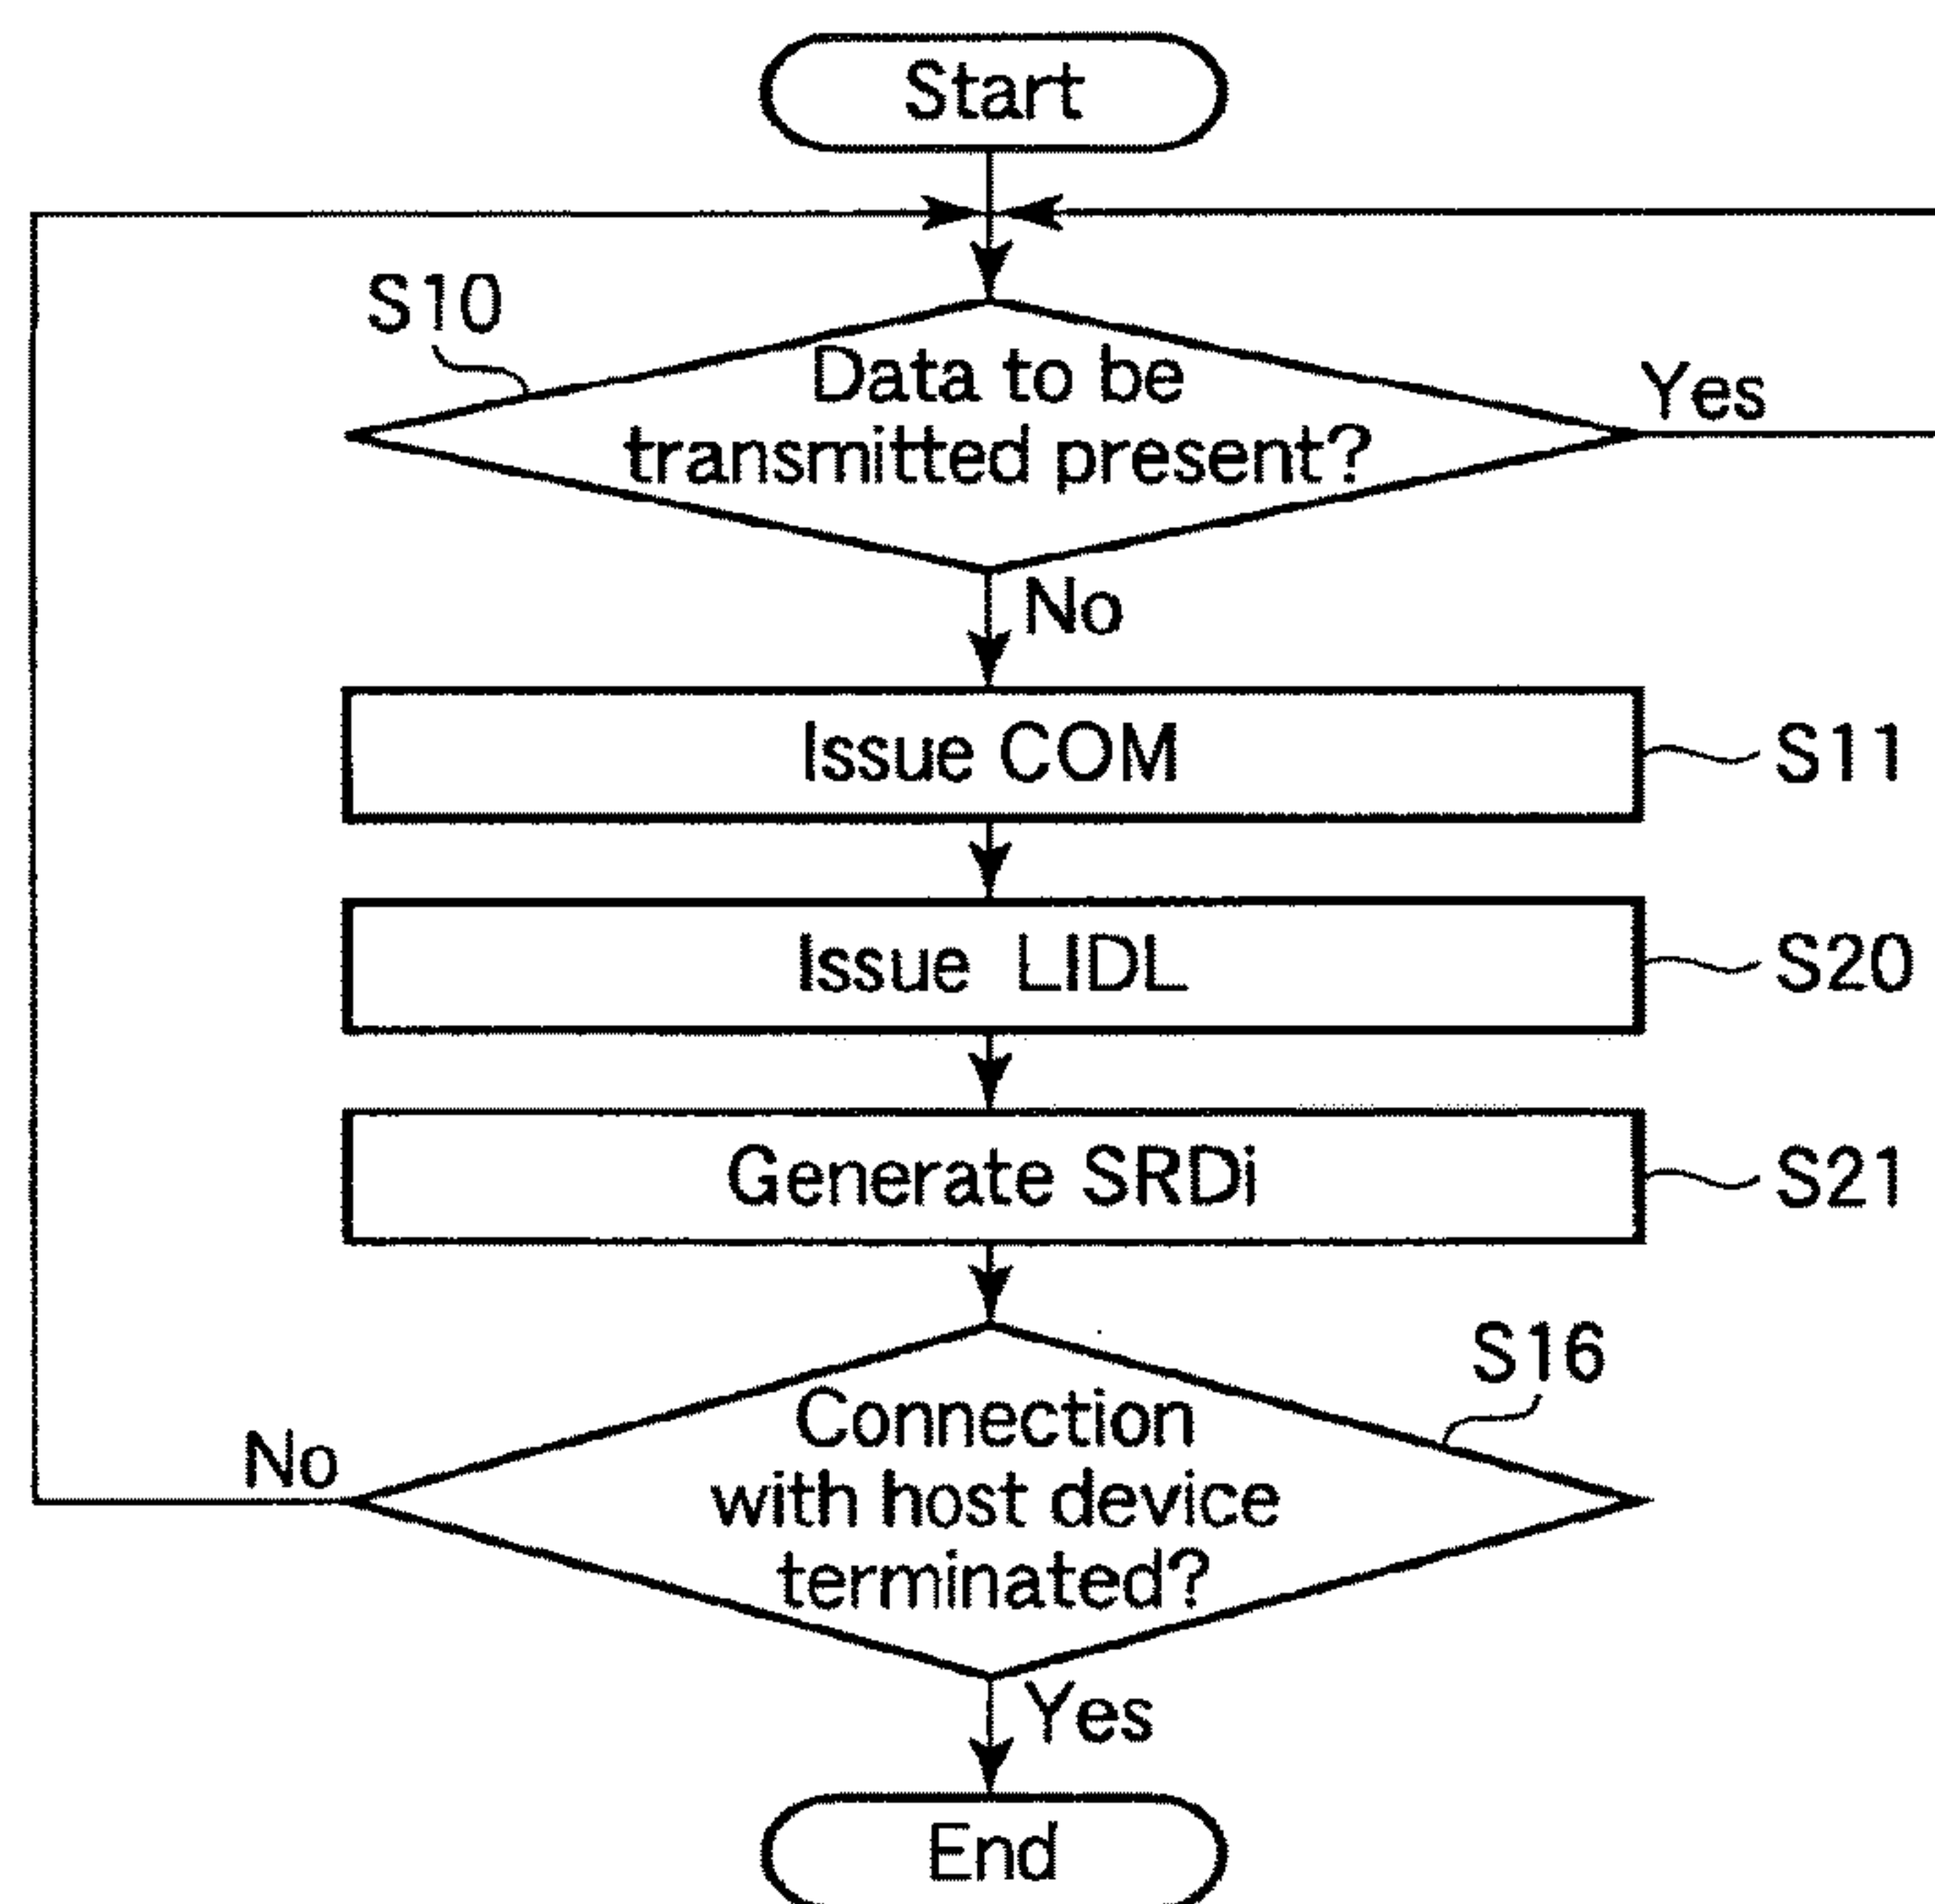 Start
S10
Data to be
transmitted present?
Yes
No
Issue COM
S11
Issue LIDL
S20
Generate SRDi
S21
S16
Connection
with host device
terminated?
No
Yes
End